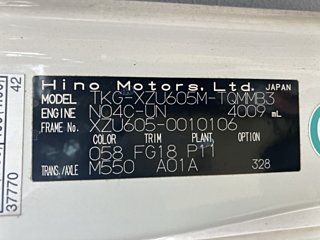 Hino Motors, Ltd. JAPAN
MODEL TKG-XZU605M-TQMMB3
ENGINE N04C-UN 4009 mL
FRAME No. XZU605-0010106
COLOR TRIM PLANT OPTION
058 FG18 P11
TRANS./AXLE M550 A01A 328
42
37770